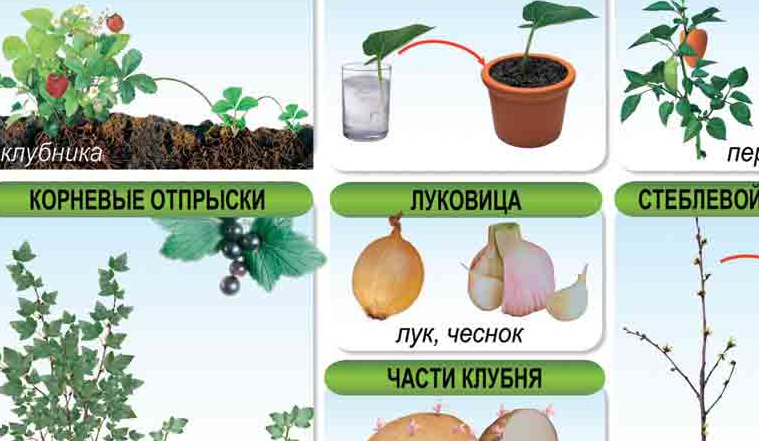 клубника
КОРНЕВЫЕ ОТПРЫСКИ
ЛУКОВИЦА
СТЕБЛЕВОЙ
лук, чеснок
ЧАСТИ КЛУБНЯ